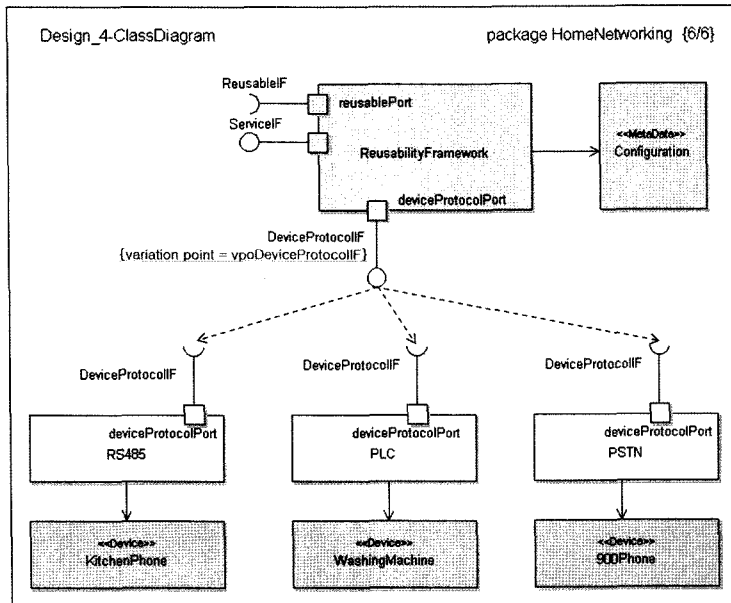 Design_4-ClassDiagram
package HomeNetworking {6/6}
ReusableIF
reusablePort
ServiceIF
ReusabilityFramework
<<MetaData>>
Configuration
deviceProtocolPort
DeviceProtocolIF
{variation point = vpoDeviceProtocolIF}
DeviceProtocolIF
DeviceProtocolIF
DeviceProtocolIF
deviceProtocolPort
RS485
deviceProtocolPort
PLC
deviceProtocolPort
PSTN
<<Device>>
KitchenPhone
<<Device>>
WashingMachine
<<Device>>
900Phone